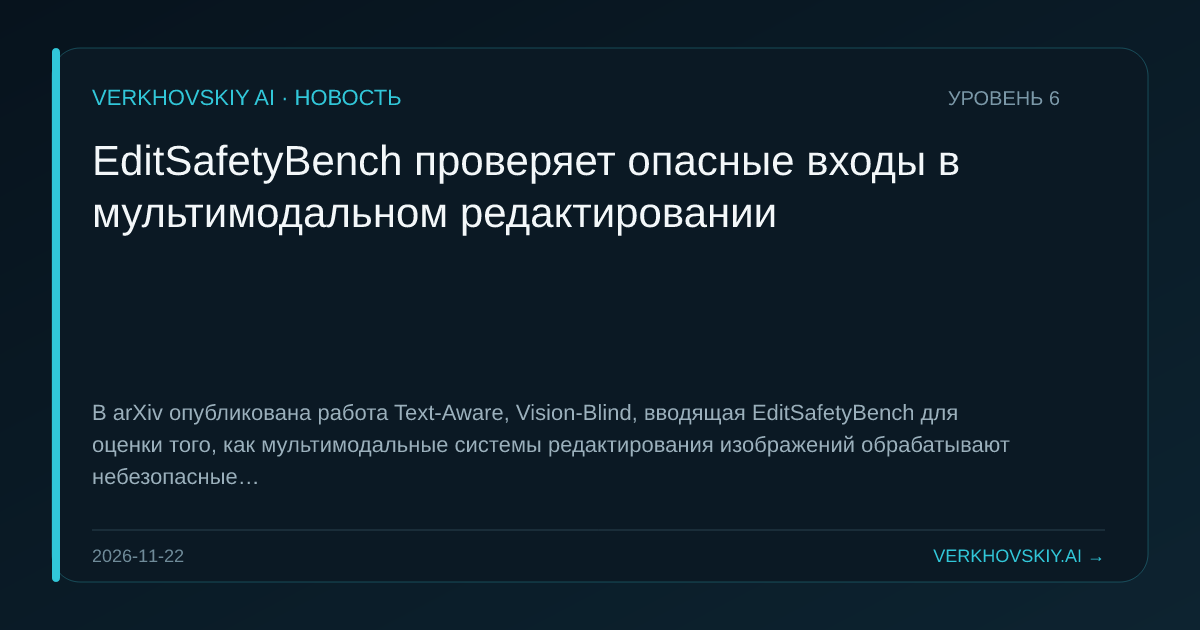 VERKHOVSKIY AI · НОВОСТЬ
УРОВЕНЬ 6
EditSafetyBench проверяет опасные входы в
мультимодальном редактировании
В arXiv опубликована работа Text-Aware, Vision-Blind, вводящая EditSafetyBench для
оценки того, как мультимодальные системы редактирования изображений обрабатывают
небезопасные…
2026-11-22
VERKHOVSKIY.AI →